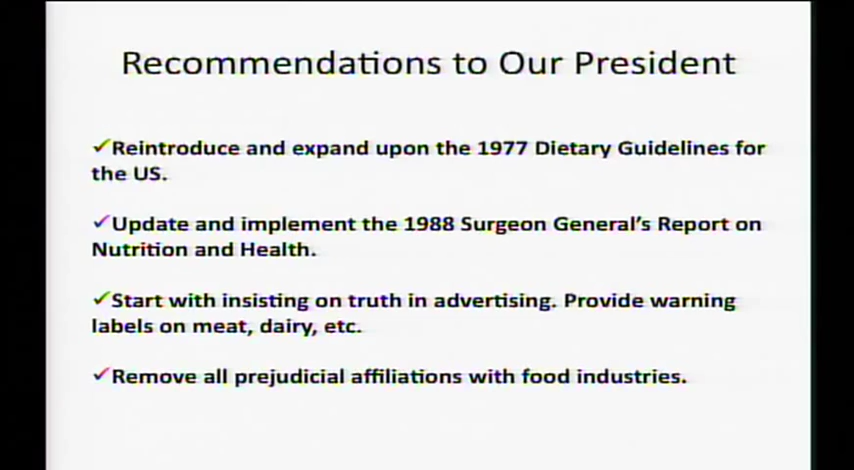 Recommendations to Our President
✓Reintroduce and expand upon the 1977 Dietary Guidelines for
the US.
✓Update and implement the 1988 Surgeon General's Report on
Nutrition and Health.
✓Start with insisting on truth in advertising. Provide warning
labels on meat, dairy, etc.
✓Remove all prejudicial affiliations with food industries.